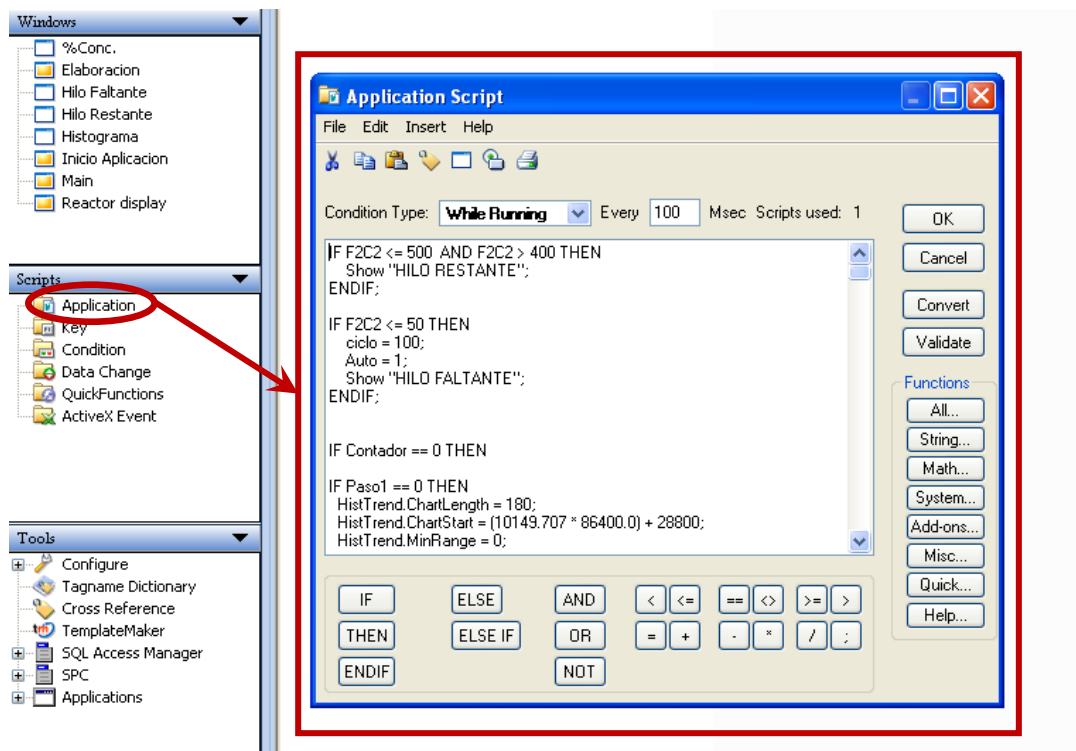 Windows
%Conc.
Elaboracion
Hilo Faltante
Hilo Restante
Histograma
Inicio Aplicacion
Main
Reactor display
Scripts
Application
Key
Condition
Data Change
QuickFunctions
ActiveX Event
Tools
Configure
Tagname Dictionary
Cross Reference
TemplateMaker
SQL Access Manager
SPC
Applications
Application Script
File Edit Insert Help
Condition Type: While Running Every 100 Msec Scripts used: 1
IF F2C2 <= 500 AND F2C2 > 400 THEN
Show "HILO RESTANTE";
ENDIF;
IF F2C2 <= 50 THEN
ciclo = 100;
Auto = 1;
Show "HILO FALTANTE";
ENDIF;
IF Contador == 0 THEN
IF Paso1 == 0 THEN
HistTrend.ChartLength = 180;
HistTrend.ChartStart = (10149.707 * 86400.0) + 28800;
HistTrend.MinRange = 0;
OK
Cancel
Convert
Validate
Functions
All...
String...
Math...
System...
Add-ons...
Misc...
Quick...
Help...
IF ELSE AND < <= == <> >= >
THEN ELSE IF OR = + - * / ;
ENDIF NOT